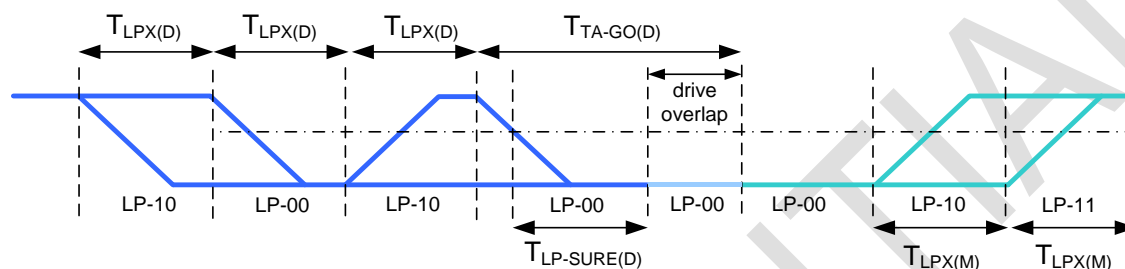 TLPX(D) TLPX(D) TLPX(D) TTA-GO(D)
drive
overlap
LP-10 LP-00 LP-10 LP-00 LP-00 LP-00 LP-10 LP-11
TLP-SURE(D) TLPX(M) TLPX(M)